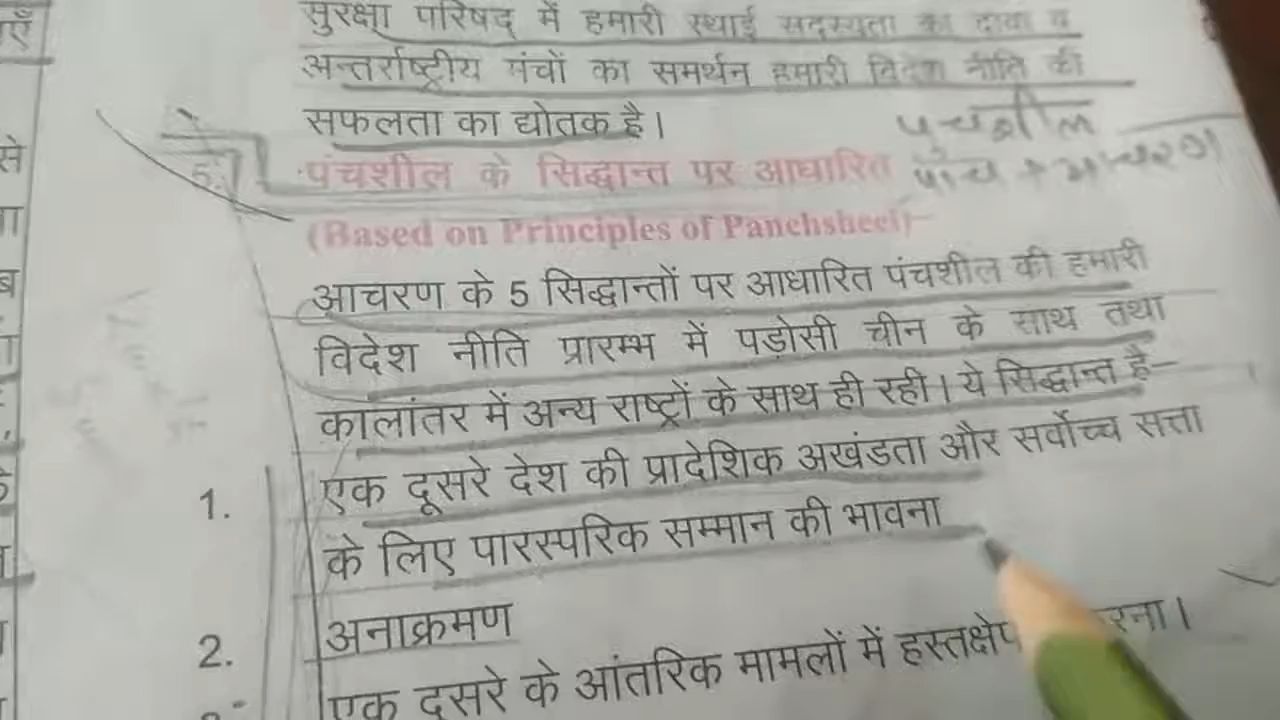 सुरक्षा परिषद् में हमारी स्थाई सदस्यता का दावा व
अन्तर्राष्ट्रीय मंचों का समर्थन हमारी विदेश नीति की
सफलता का द्योतक है।
पंचशील
5. पंचशील के सिद्धान्त पर आधारित
पाँच + आचरण
(Based on Principles of Panchsheel)–
आचरण के 5 सिद्धान्तों पर आधारित पंचशील की हमारी
विदेश नीति प्रारम्भ में पड़ोसी चीन के साथ तथा
कालांतर में अन्य राष्ट्रों के साथ ही रही। ये सिद्धान्त है–
1. एक दूसरे देश की प्रादेशिक अखंडता और सर्वोच्च सत्ता
के लिए पारस्परिक सम्मान की भावना
2. अनाक्रमण
एक दूसरे के आंतरिक मामलों में हस्तक्षेप